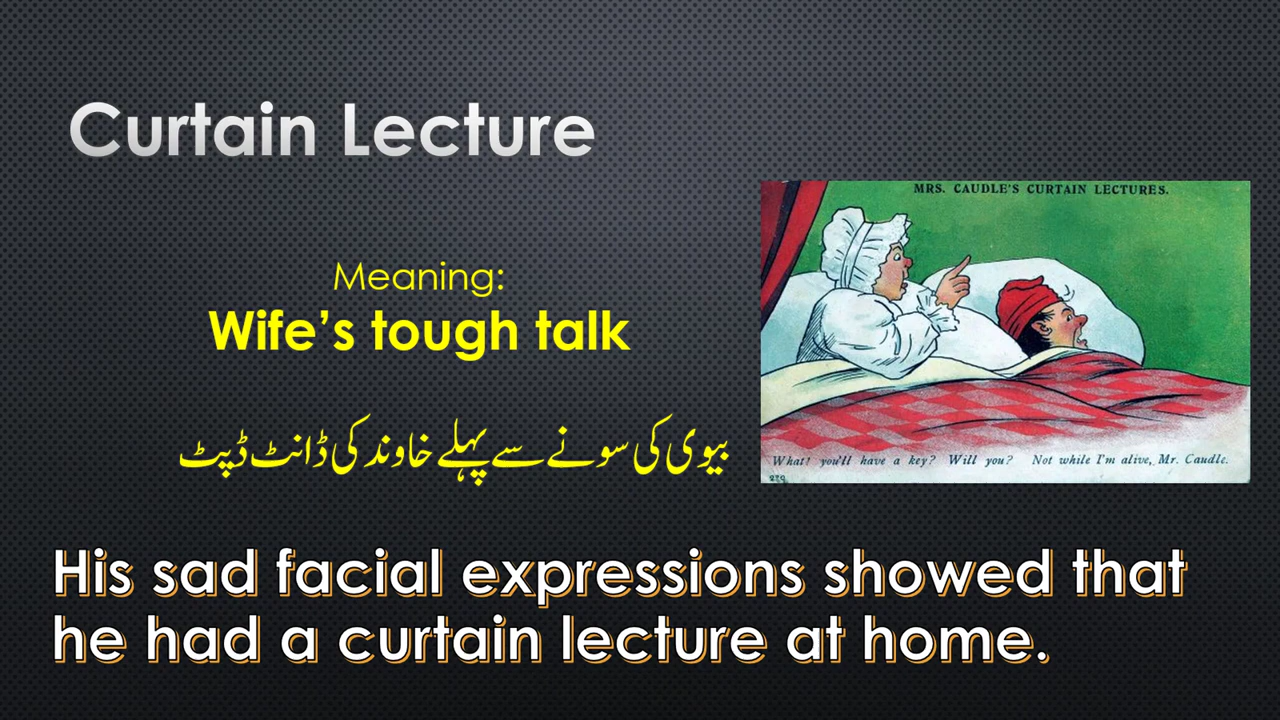 Curtain Lecture
MRS. CAUDLE'S CURTAIN LECTURES.
Meaning:
Wife’s tough talk
بیوی کی سونے سے پہلے خاوند کی ڈانٹ ڈپٹ
What! you'll have a key? Will you? Not while I'm alive, Mr. Caudle.
His sad facial expressions showed that
he had a curtain lecture at home.